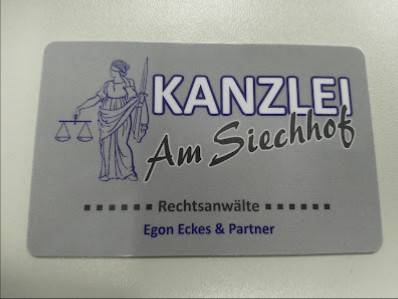 KANZLEI
Am Siechhof
Rechtsanwälte
Egon Eckes & Partner